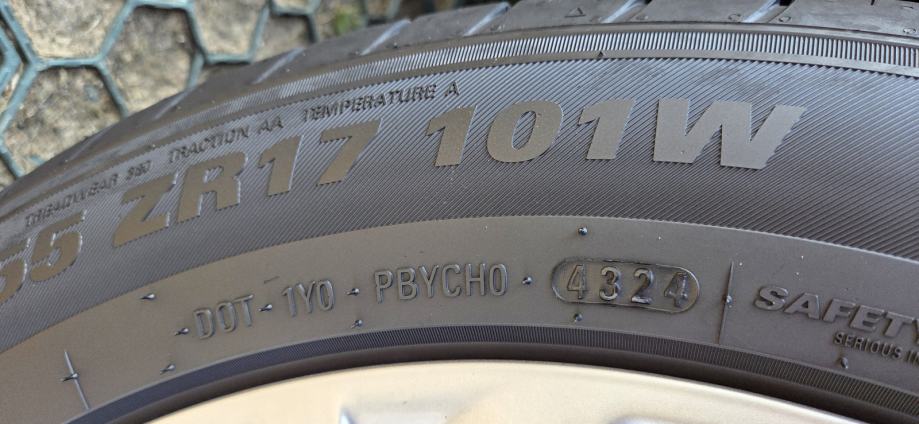 TREADWEAR 380 TRACTION AA TEMPERATURE A
55 ZR17 101W
DOT 1Y0 PBYCH0 4324
SAFETY
SERIOUS